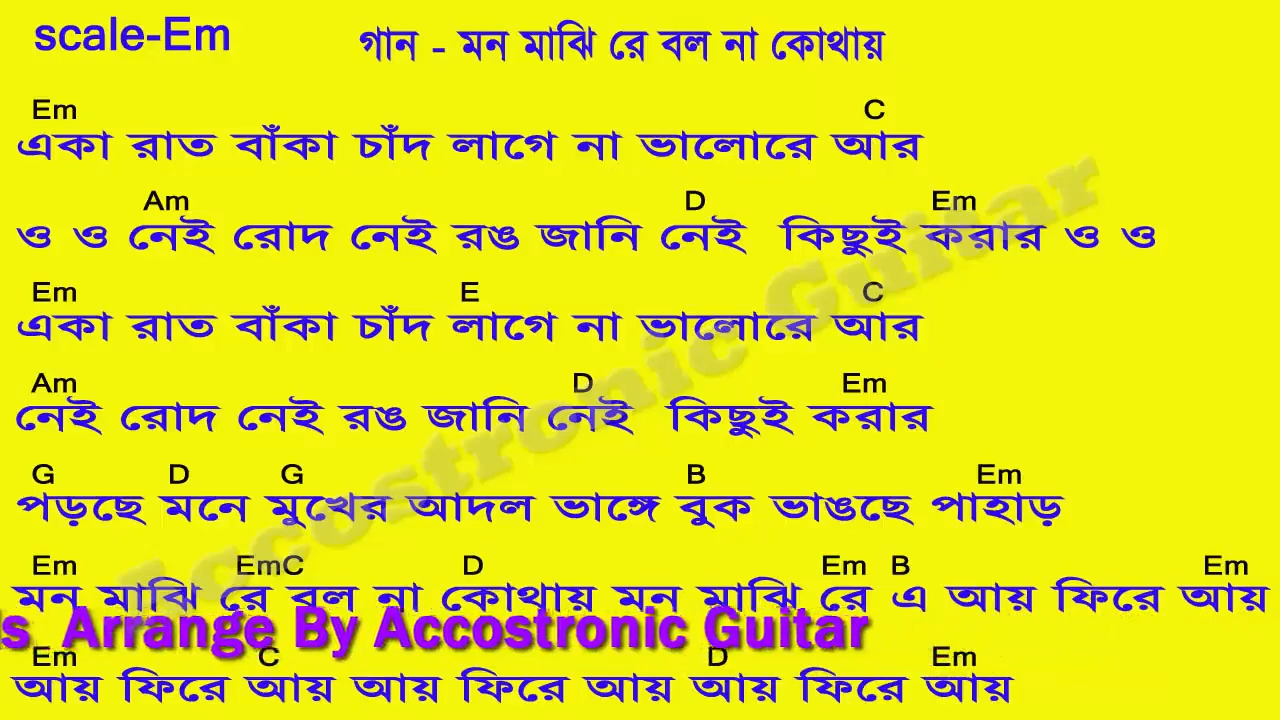 scale-Em
গান - মন মাঝি রে বল না কোথায়
Em C
একা রাত বাঁকা চাঁদ লাগে না ভালোরে আর
Am D Em
ও ও নেই রোদ নেই রঙ জানি নেই কিছুই করার ও ও
Em E C
একা রাত বাঁকা চাঁদ লাগে না ভালোরে আর
Am D Em
নেই রোদ নেই রঙ জানি নেই কিছুই করার
G D G B Em
পড়ছে মনে মুখের আদল ভাঙ্গে বুক ভাঙছে পাহাড়
Em EmC D Em B Em
মন মাঝি রে বল না কোথায় মন মাঝি রে এ আয় ফিরে আয়
Arrange By Accostronic Guitar
Em C D Em
আয় ফিরে আয় আয় ফিরে আয় আয় ফিরে আয়
Accostronic Guitar